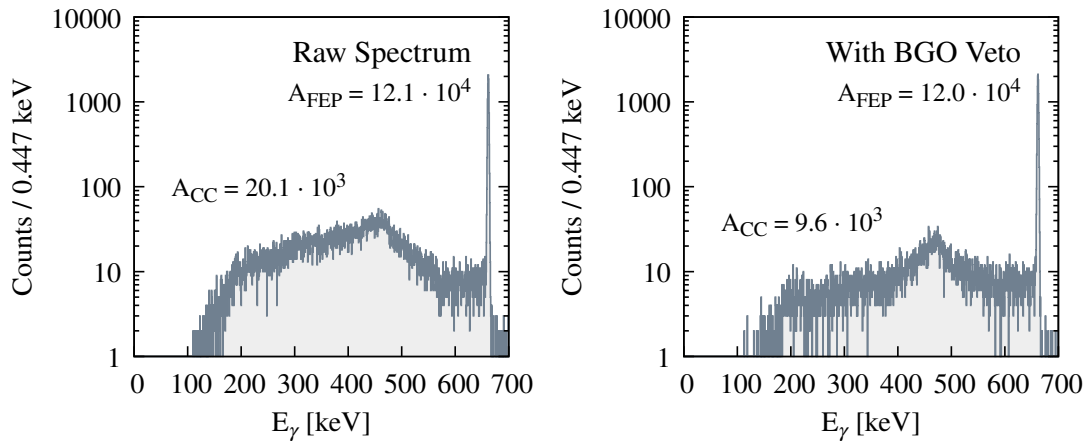 10000
1000
100
10
1
Counts / 0.447 keV
Raw Spectrum
A_FEP = 12.1 · 10^4
A_CC = 20.1 · 10^3
0 100 200 300 400 500 600 700
E_γ [keV]
10000
1000
100
10
1
Counts / 0.447 keV
With BGO Veto
A_FEP = 12.0 · 10^4
A_CC = 9.6 · 10^3
0 100 200 300 400 500 600 700
E_γ [keV]